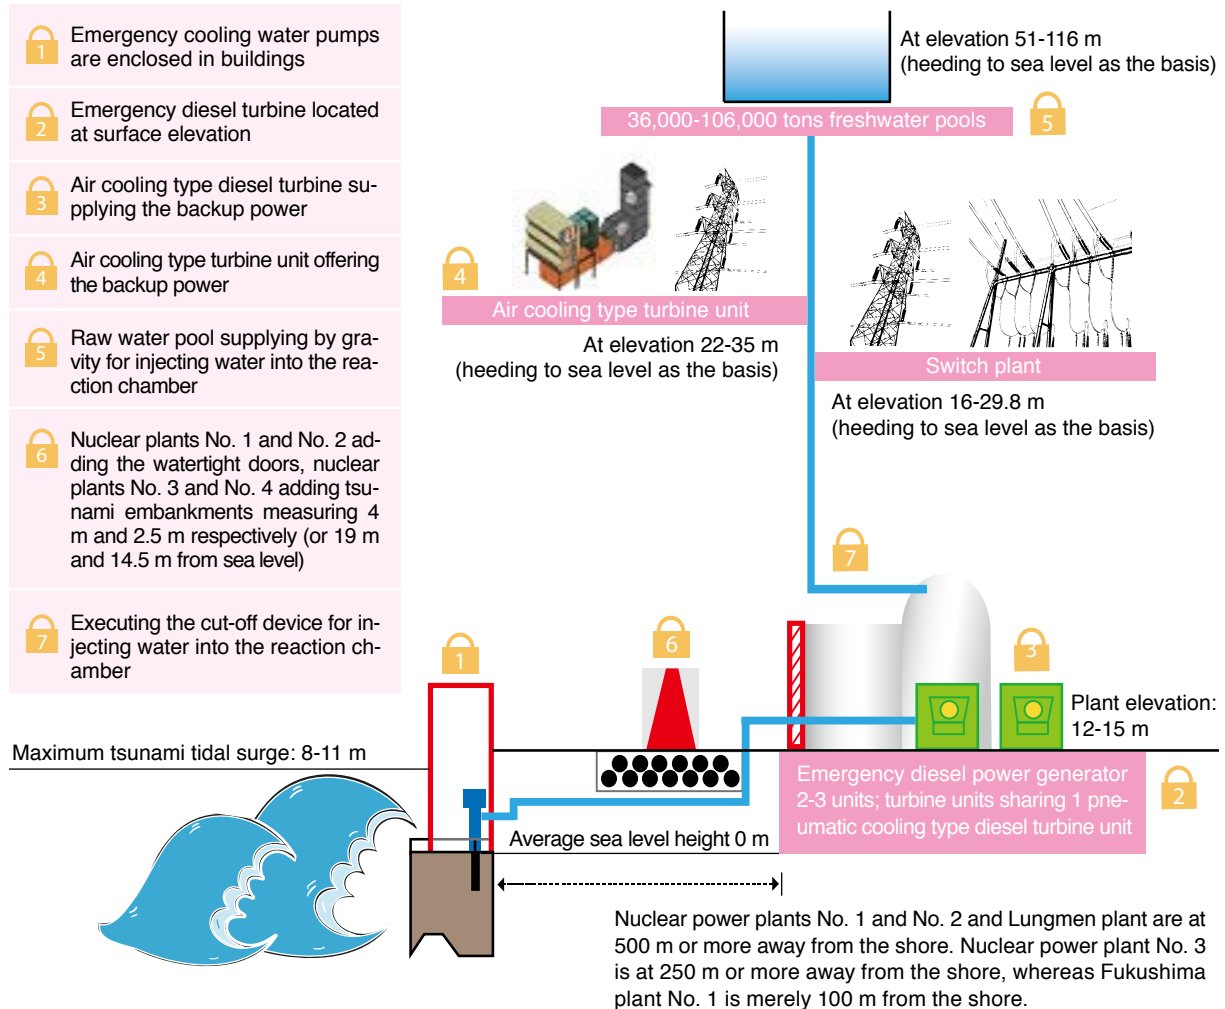 1
Emergency cooling water pumps
are enclosed in buildings
2
Emergency diesel turbine located
at surface elevation
3
Air cooling type diesel turbine su-
pplying the backup power
4
Air cooling type turbine unit offering
the backup power
5
Raw water pool supplying by gra-
vity for injecting water into the rea-
ction chamber
6
Nuclear plants No. 1 and No. 2 ad-
ding the watertight doors, nuclear
plants No. 3 and No. 4 adding tsu-
nami embankments measuring 4
m and 2.5 m respectively (or 19 m
and 14.5 m from sea level)
7
Executing the cut-off device for in-
jecting water into the reaction ch-
amber
At elevation 51-116 m
(heeding to sea level as the basis)
36,000-106,000 tons freshwater pools
5
4
Air cooling type turbine unit
At elevation 22-35 m
(heeding to sea level as the basis)
Switch plant
At elevation 16-29.8 m
(heeding to sea level as the basis)
7
1
6
3
Plant elevation:
12-15 m
Maximum tsunami tidal surge: 8-11 m
Emergency diesel power generator
2-3 units; turbine units sharing 1 pne-
umatic cooling type diesel turbine unit
2
Average sea level height 0 m
Nuclear power plants No. 1 and No. 2 and Lungmen plant are at
500 m or more away from the shore. Nuclear power plant No. 3
is at 250 m or more away from the shore, whereas Fukushima
plant No. 1 is merely 100 m from the shore.